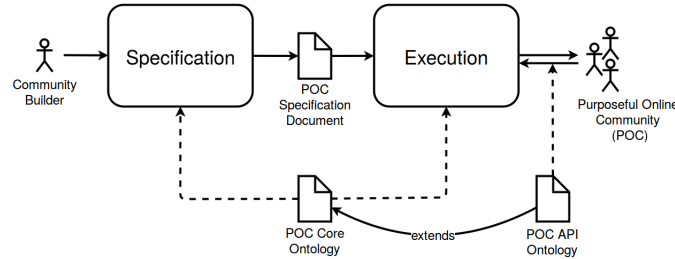 Specification
Execution
Community
Builder
POC
Specification
Document
Purposeful Online
Community
(POC)
extends
POC Core
Ontology
POC API
Ontology